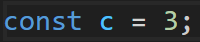 const c = 3;